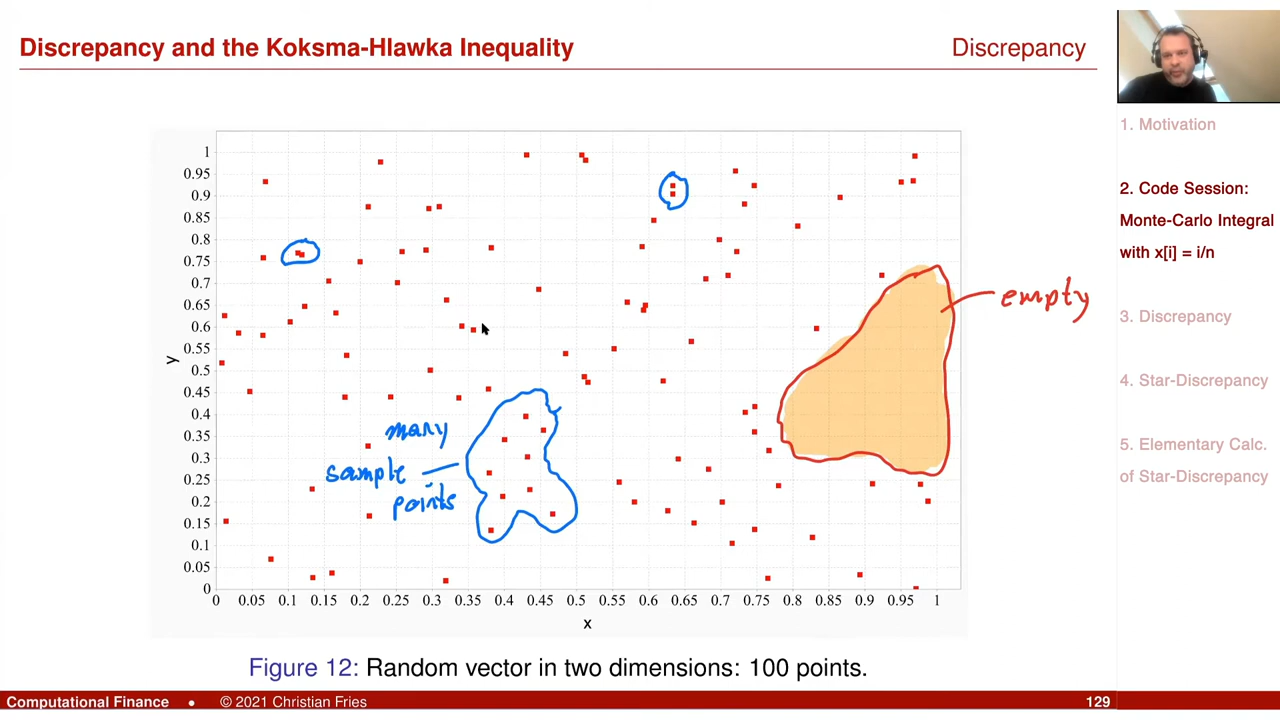 Discrepancy and the Koksma-Hlawka Inequality
Discrepancy
1. Motivation
2. Code Session:
Monte-Carlo Integral
with x[i] = i/n
3. Discrepancy
4. Star-Discrepancy
5. Elementary Calc.
of Star-Discrepancy
1
0.95
0.9
0.85
0.8
0.75
0.7
0.65
0.6
0.55
0.5
0.45
0.4
0.35
0.3
0.25
0.2
0.15
0.1
0.05
0
y
empty
many
sample
points
0 0.05 0.1 0.15 0.2 0.25 0.3 0.35 0.4 0.45 0.5 0.55 0.6 0.65 0.7 0.75 0.8 0.85 0.9 0.95 1
x
Figure 12: Random vector in two dimensions: 100 points.
Computational Finance • © 2021 Christian Fries 129